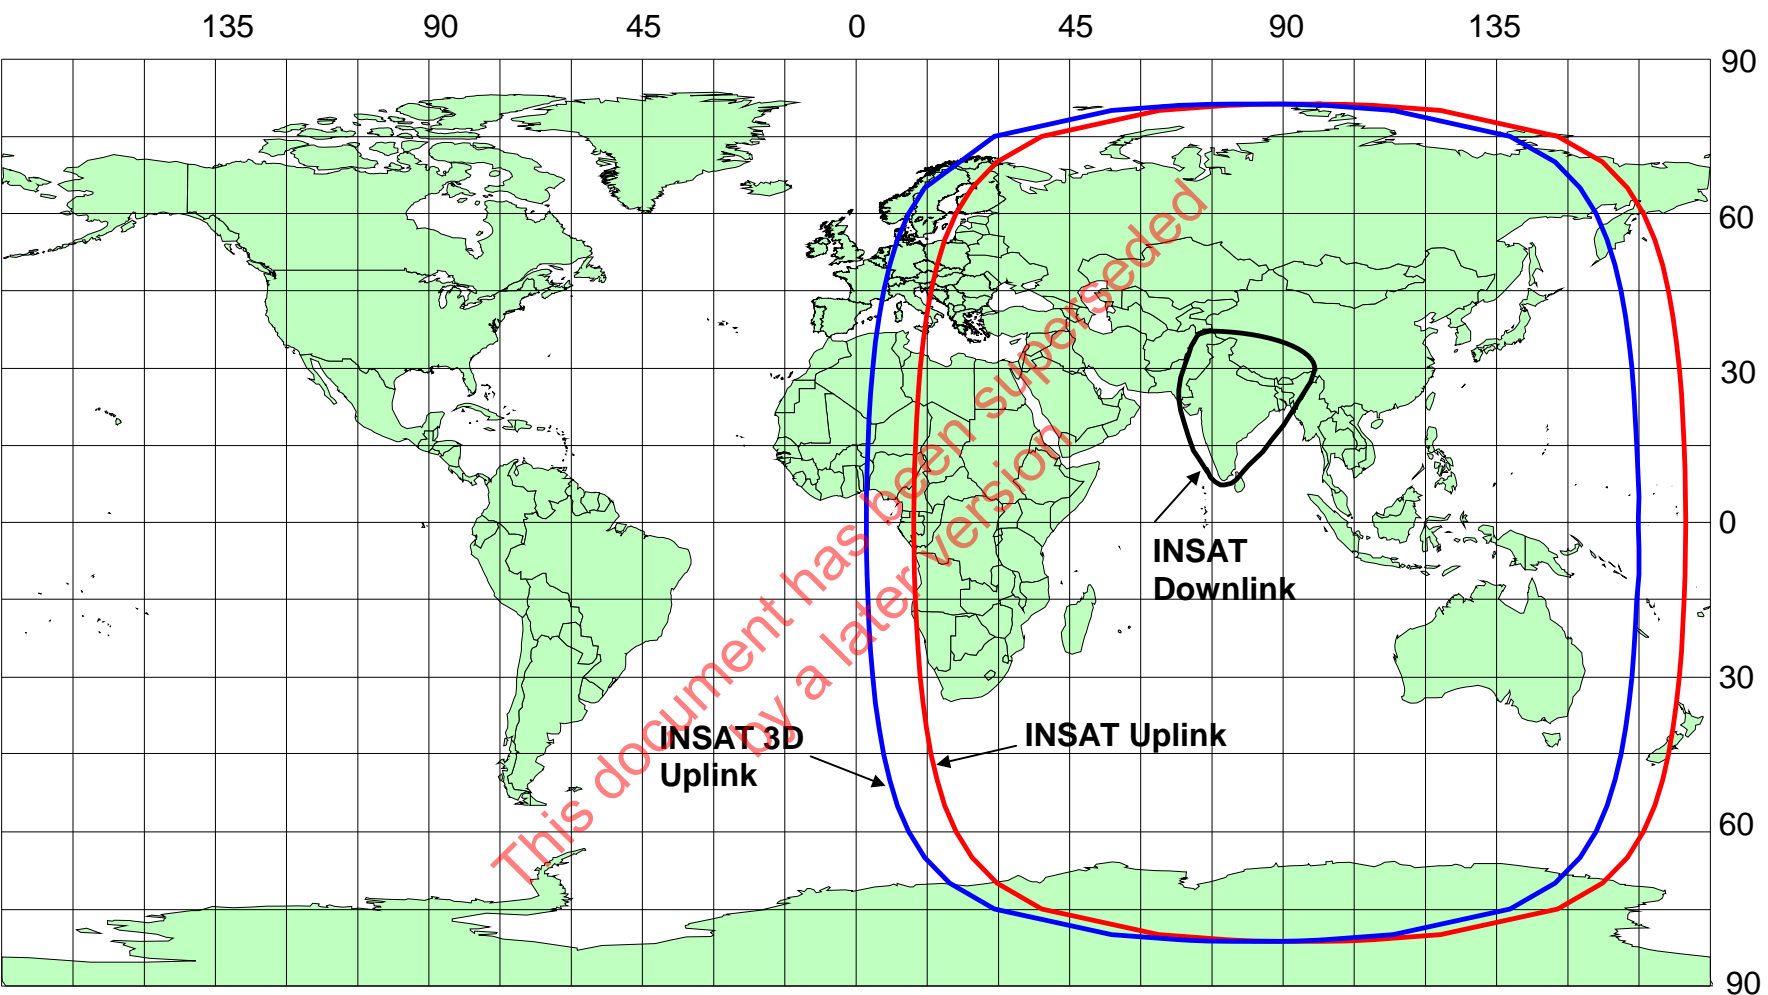 135 90 45 0 45 90 135
90
60
30
0
30
60
90
INSAT
Downlink
INSAT 3D
Uplink
INSAT Uplink
This document has been superseded
by a later version